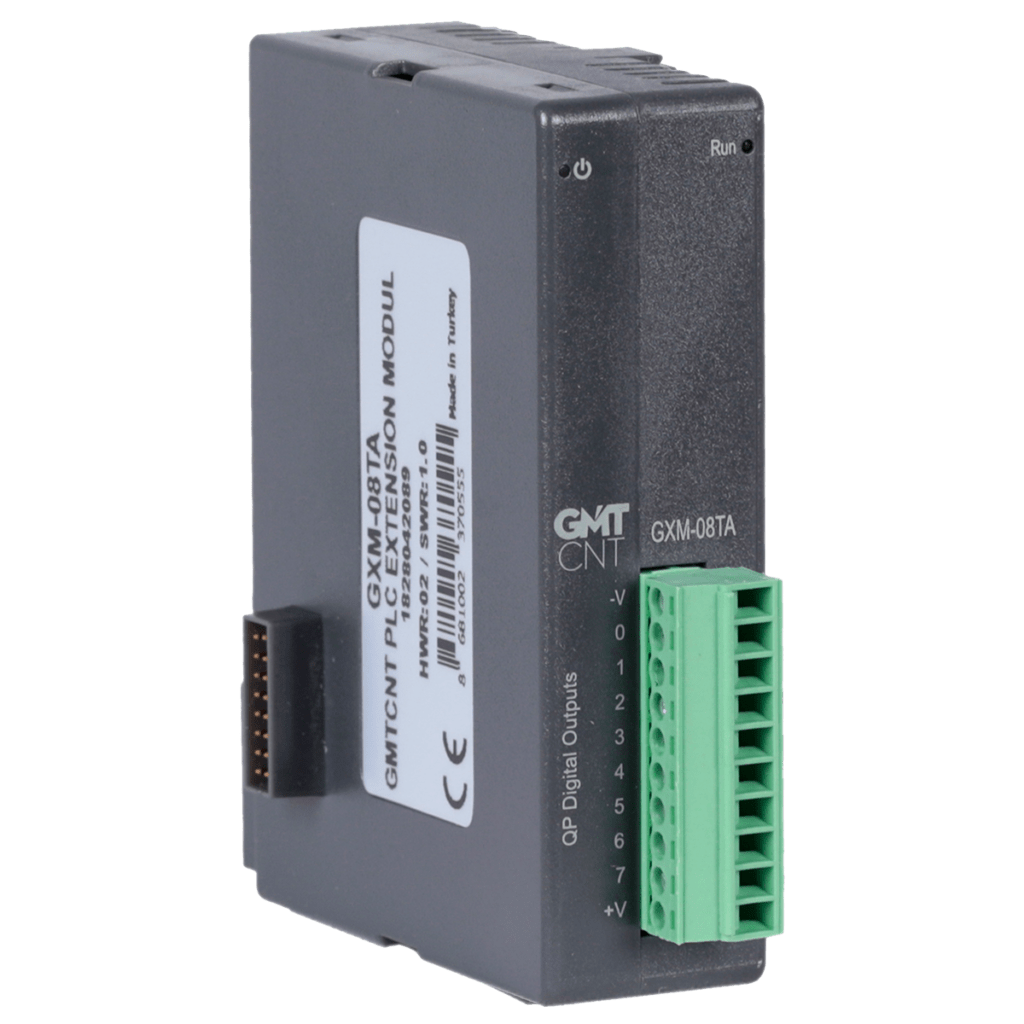 GXM-08TA
GMTCNT PLC EXTENSION MODUL
1828042089
HWR:02 / SWR:1.0
8 681002 370555
Made in Turkey
CE
Run
GMT
CNT
GXM-08TA
QP Digital Outputs
-V
0
1
2
3
4
5
6
7
+V